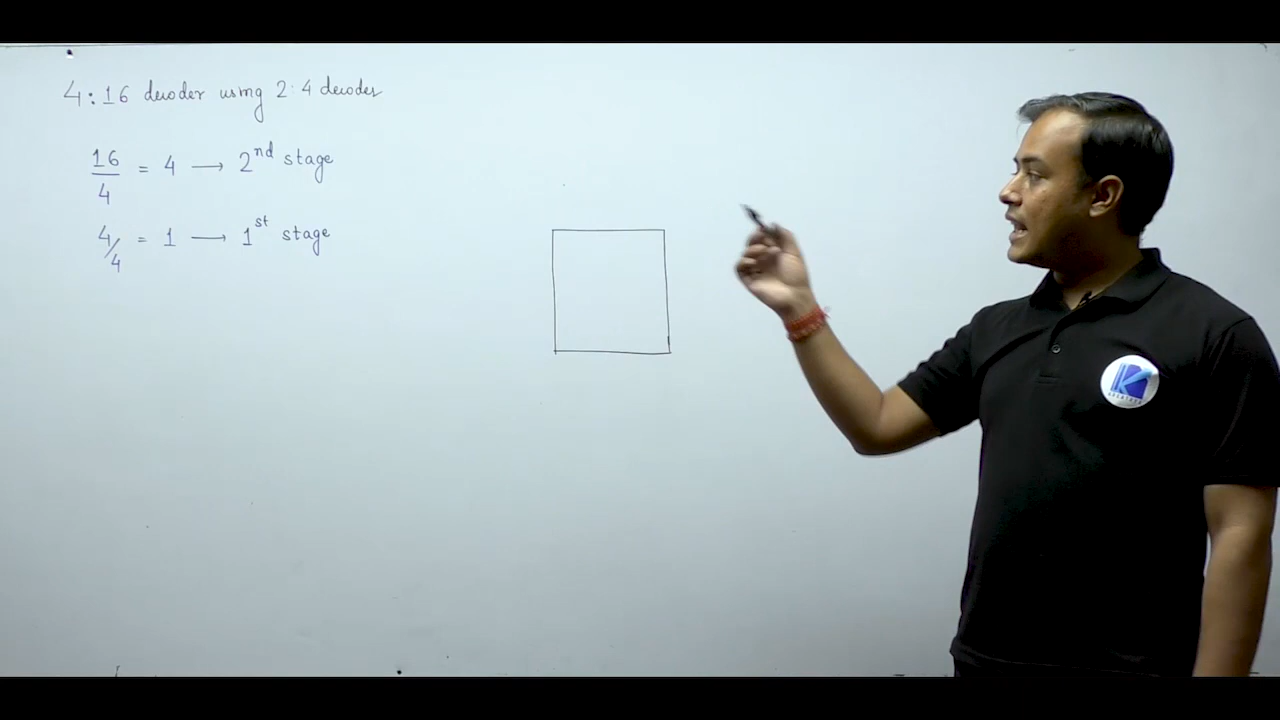 4:16 decoder using 2:4 decoder
16/4 = 4 → 2nd stage
4/4 = 1 → 1st stage